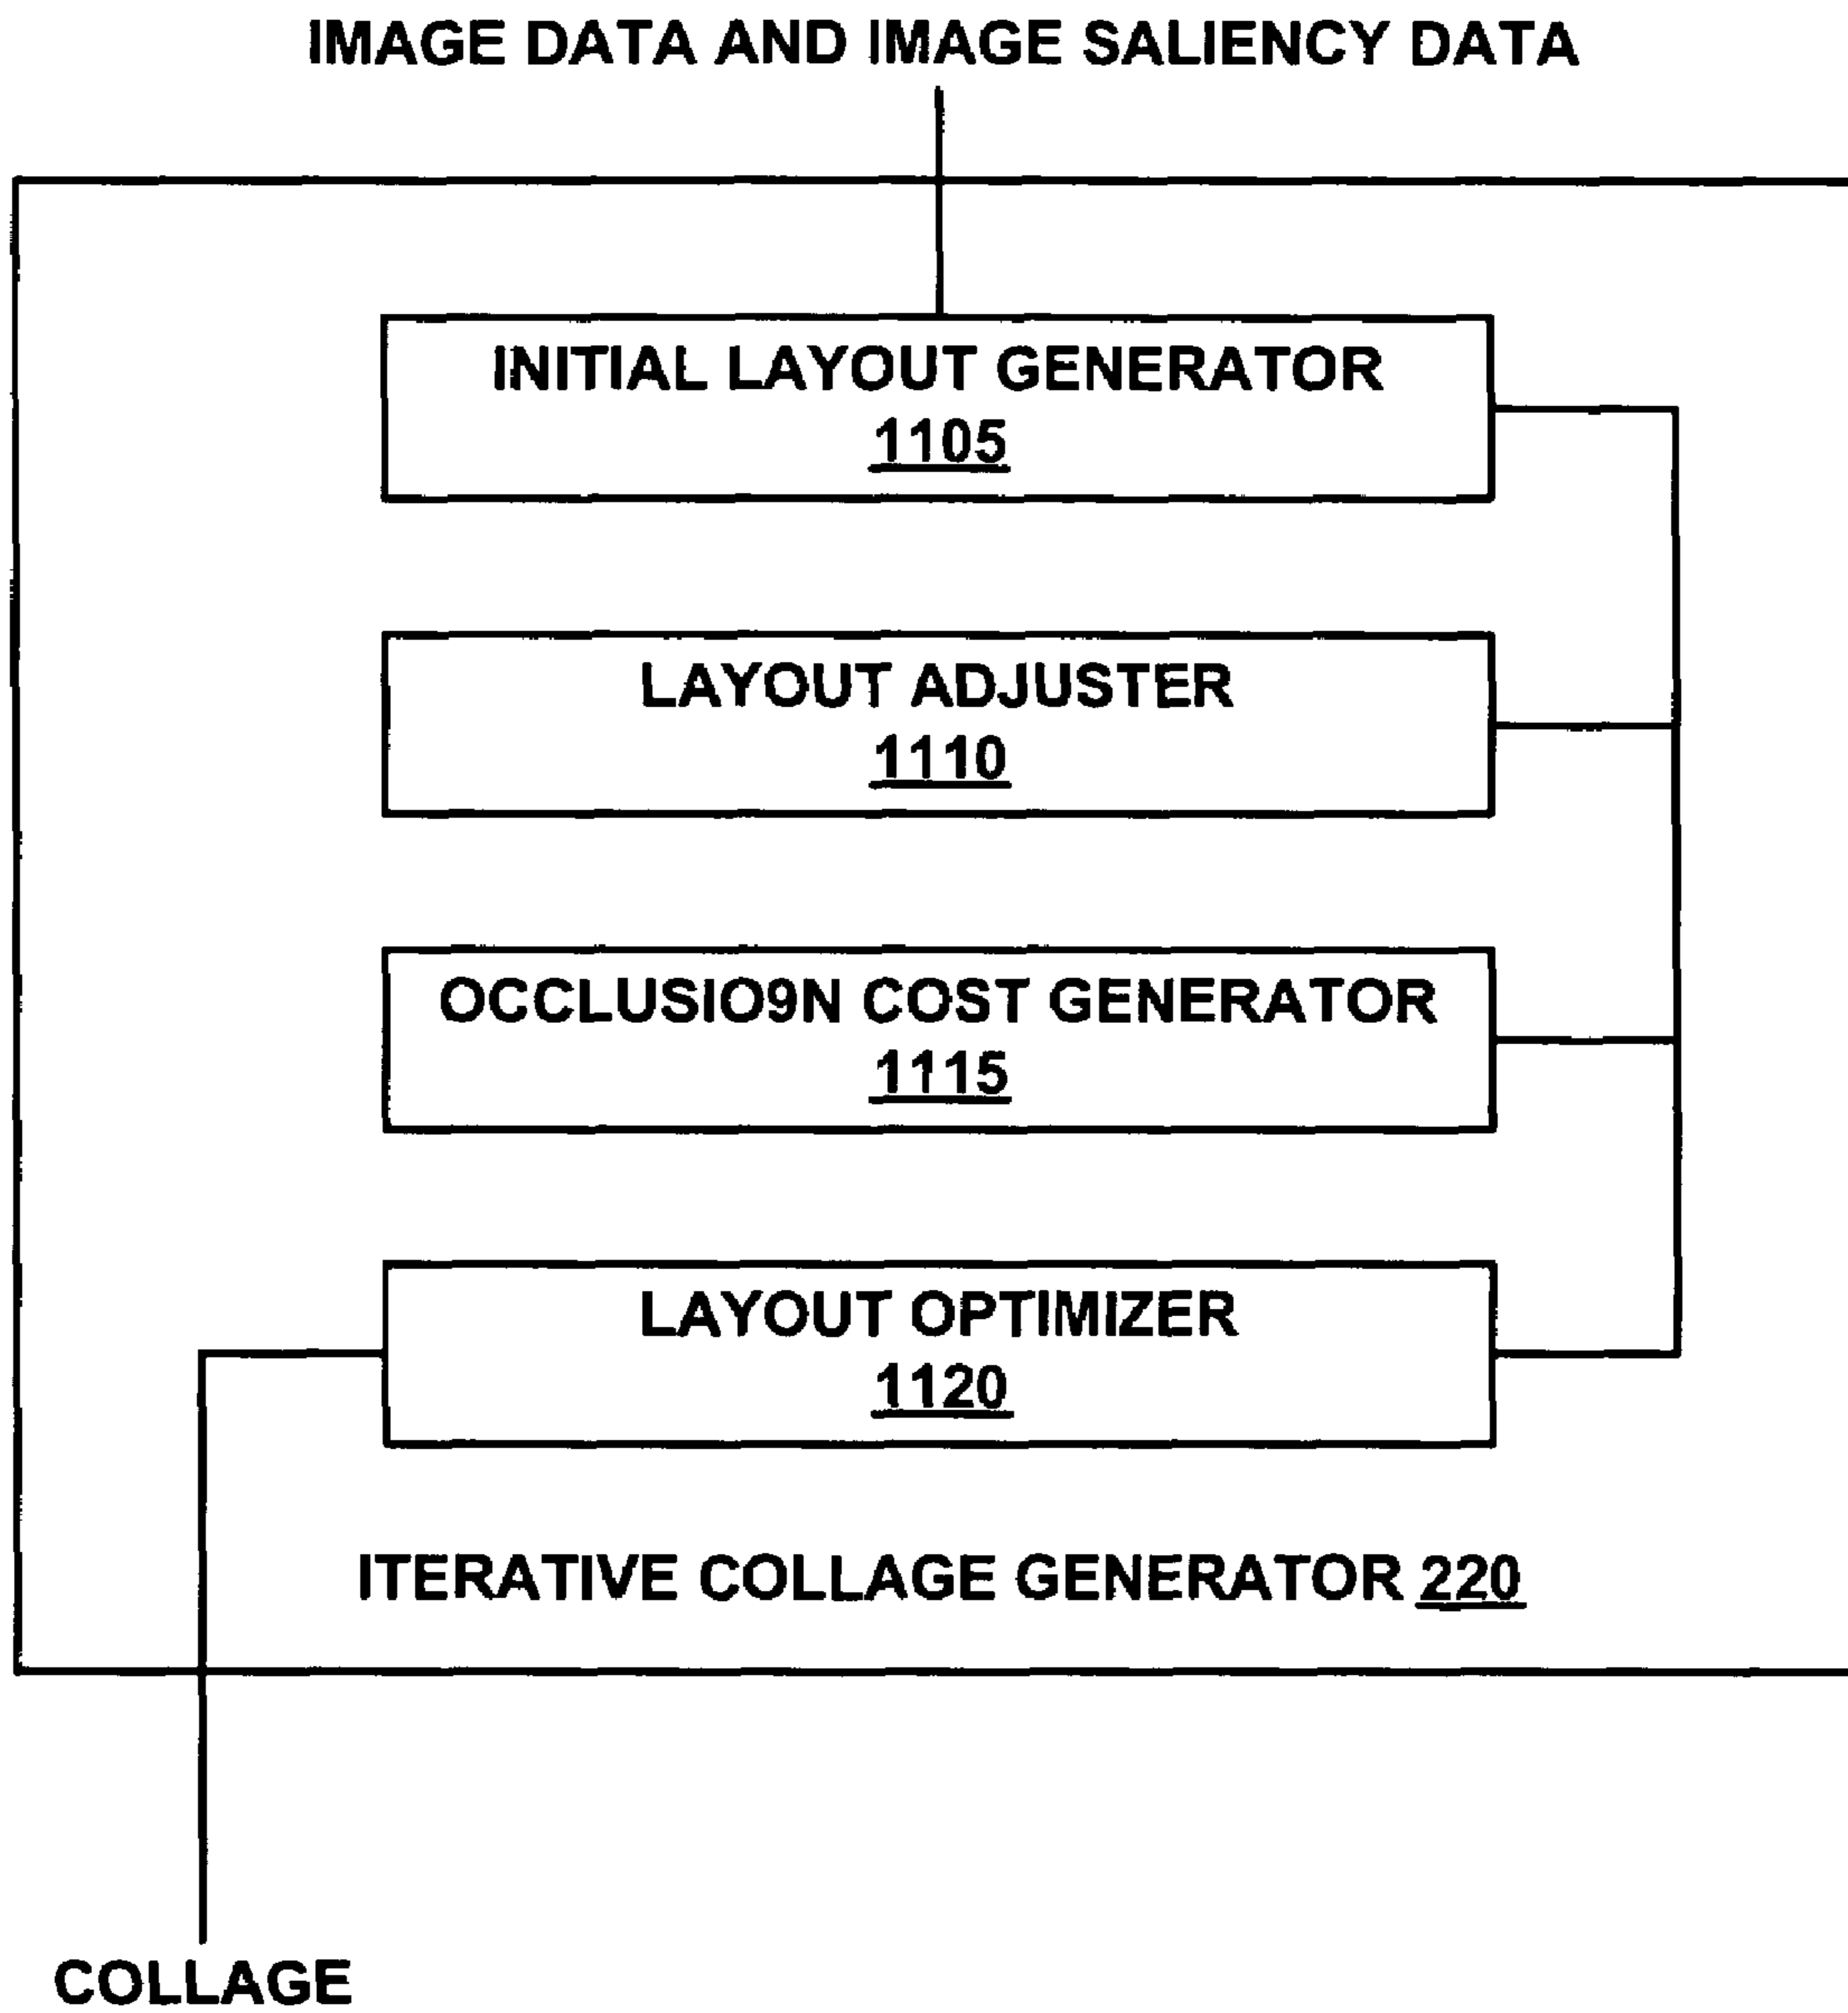 IMAGE DATA AND IMAGE SALIENCY DATA
INITIAL LAYOUT GENERATOR
1105
LAYOUT ADJUSTER
1110
OCCLUSIO9N COST GENERATOR
1115
LAYOUT OPTIMIZER
1120
ITERATIVE COLLAGE GENERATOR 220
COLLAGE